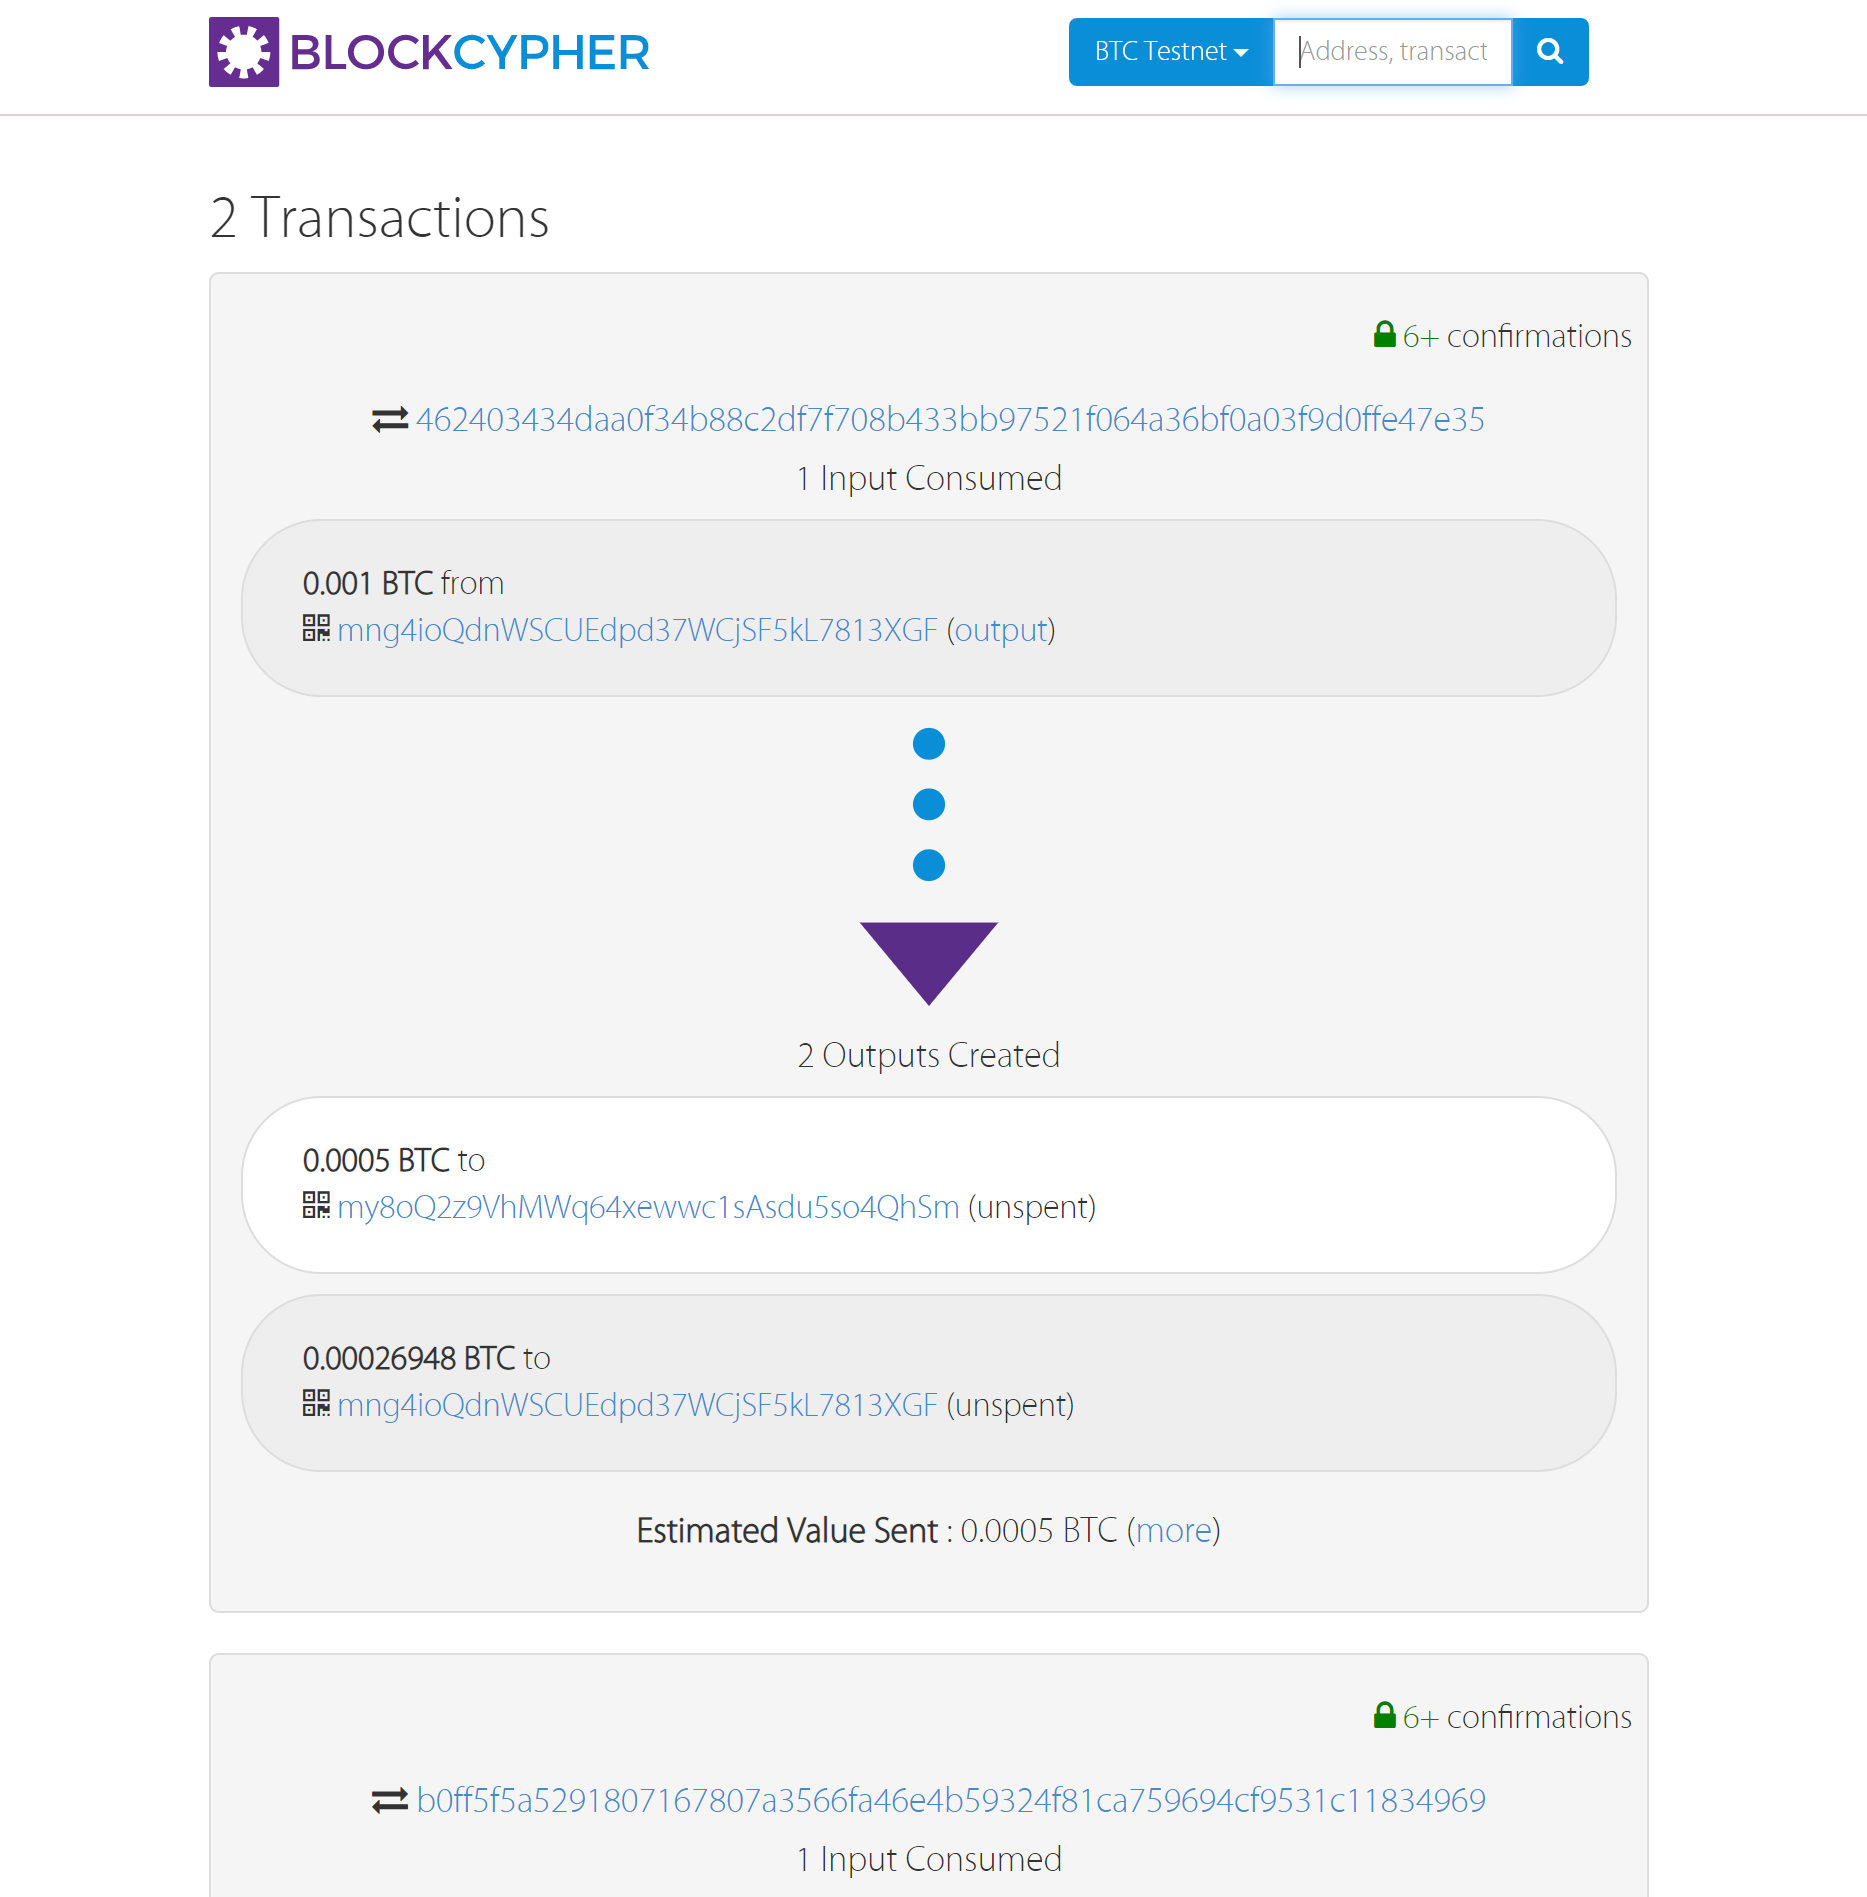 BLOCKCYPHER
BTC Testnet
Address, transact
2 Transactions
6+ confirmations
462403434daa0f34b88c2df7f708b433bb97521f064a36bf0a03f9d0ffe47e35
1 Input Consumed
0.001 BTC from
mng4ioQdnWSCUEdpd37WCjSF5kL7813XGF (output)
2 Outputs Created
0.0005 BTC to
my8oQ2z9VhMWq64xewwc1sAsdu5so4QhSm (unspent)
0.00026948 BTC to
mng4ioQdnWSCUEdpd37WCjSF5kL7813XGF (unspent)
Estimated Value Sent : 0.0005 BTC (more)
6+ confirmations
b0ff5f5a5291807167807a3566fa46e4b59324f81ca759694cf9531c11834969
1 Input Consumed